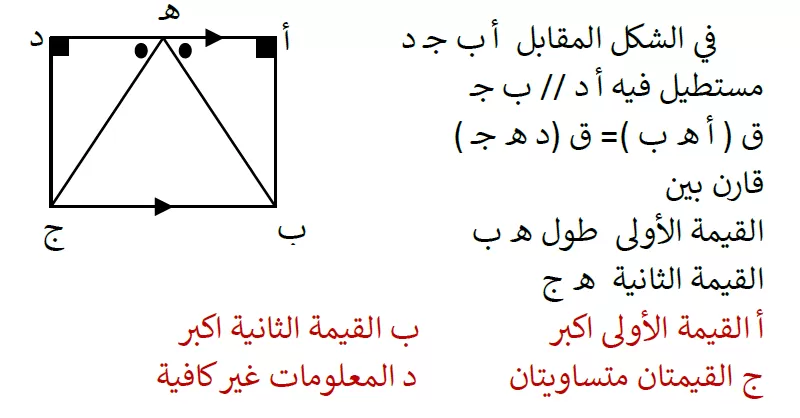 في الشكل المقابل أ ب جـ د
مستطيل فيه أ د // ب جـ
ق ( أ هـ ب )= ق (د هـ جـ )
قارن بين
القيمة الأولى طول هـ ب
القيمة الثانية هـ ج
أ القيمة الأولى اكبر ب القيمة الثانية اكبر
ج القيمتان متساويتان د المعلومات غير كافية
هـ
أ د
ب ج